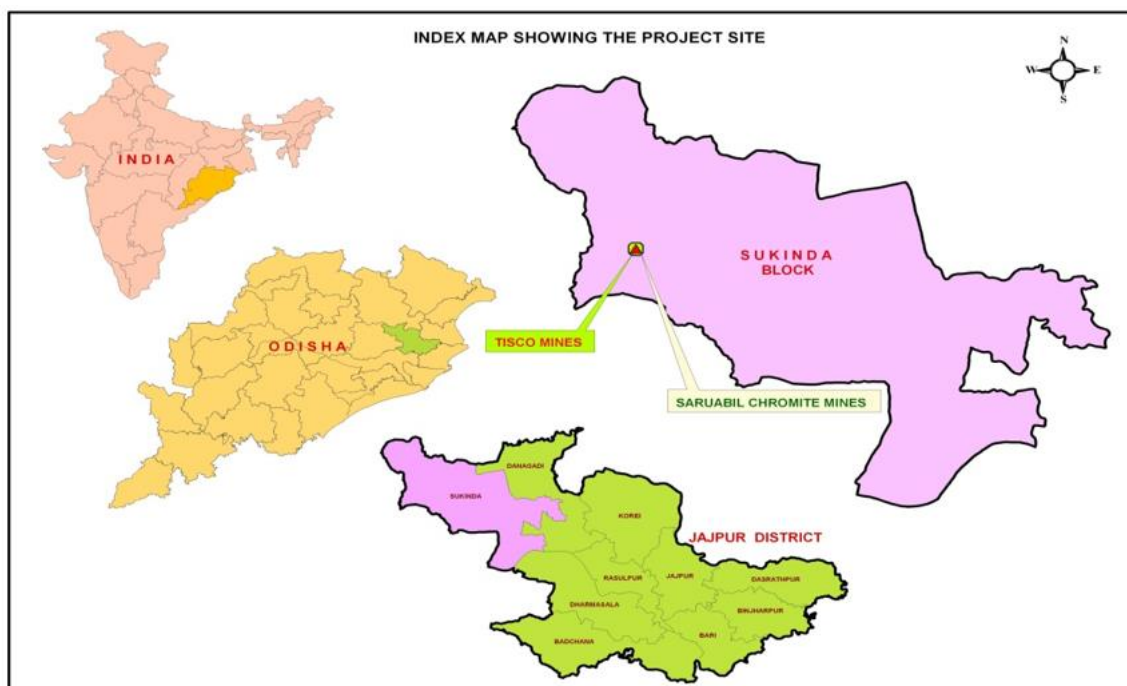 INDEX MAP SHOWING THE PROJECT SITE
N
W E
S
INDIA
ODISHA
SUKINDA
BLOCK
TISCO MINES
SARUABIL CHROMITE MINES
DANAGADI
SUKINDA
KOREI
JAJPUR DISTRICT
RASULPUR
JAJPUR
DASRATHPUR
DHARMASALA
BINJHARPUR
BADCHANA
BARI